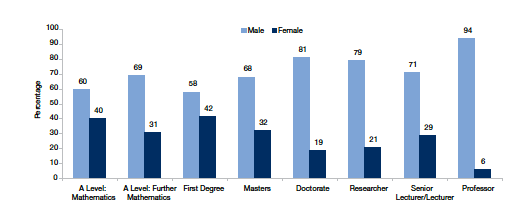 Male Female
Percentage
100
90
80
70
60
50
40
30
20
10
0
60 40 69 31 58 42 68 32 81 19 79 21 71 29 94 6
A Level: Mathematics
A Level: Further Mathematics
First Degree
Masters
Doctorate
Researcher
Senior Lecturer/Lecturer
Professor